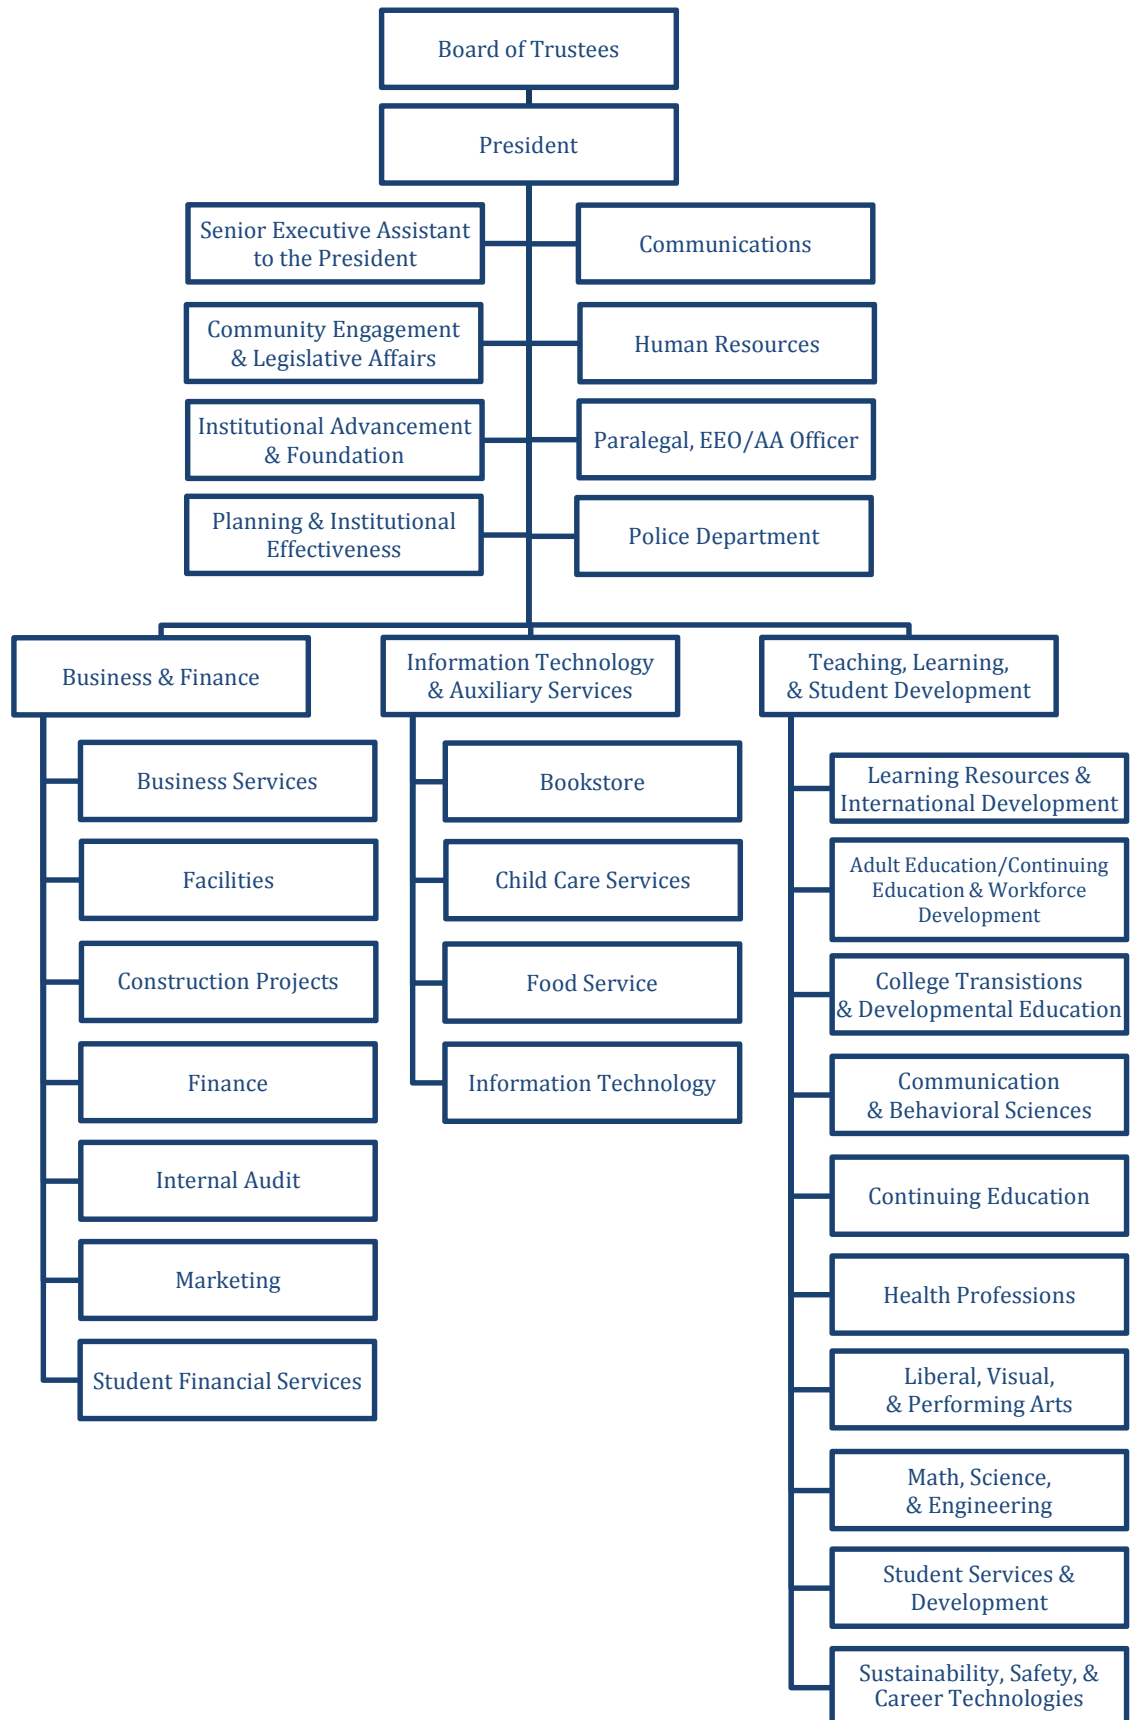 Board of Trustees
President
Senior Executive Assistant
to the President
Communications
Community Engagement
& Legislative Affairs
Human Resources
Institutional Advancement
& Foundation
Paralegal, EEO/AA Officer
Planning & Institutional
Effectiveness
Police Department
Business & Finance
Business Services
Facilities
Construction Projects
Finance
Internal Audit
Marketing
Student Financial Services
Information Technology
& Auxiliary Services
Bookstore
Child Care Services
Food Service
Information Technology
Teaching, Learning,
& Student Development
Learning Resources &
International Development
Adult Education/Continuing
Education & Workforce
Development
College Transistions
& Developmental Education
Communication
& Behavioral Sciences
Continuing Education
Health Professions
Liberal, Visual,
& Performing Arts
Math, Science,
& Engineering
Student Services &
Development
Sustainability, Safety, &
Career Technologies